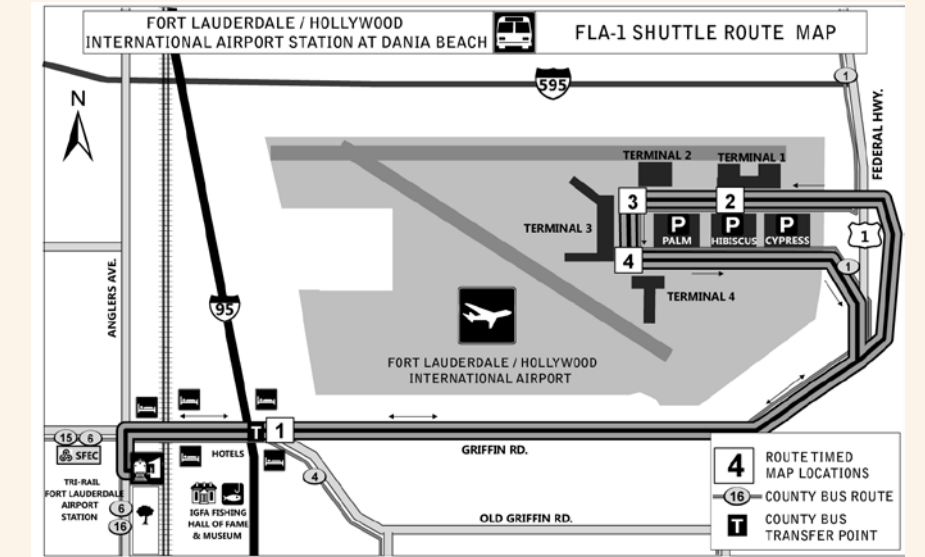 FORT LAUDERDALE / HOLLYWOOD
INTERNATIONAL AIRPORT STATION AT DANIA BEACH
FLA-1 SHUTTLE ROUTE MAP
595
1
N
FEDERAL HWY.
TERMINAL 2
TERMINAL 1
3
2
P
P
P
PALM
HIBISCUS
CYPRESS
TERMINAL 3
1
4
1
TERMINAL 4
ANGLERS AVE.
95
FORT LAUDERDALE / HOLLYWOOD
INTERNATIONAL AIRPORT
T
1
15
6
SFEC
HOTELS
GRIFFIN RD.
4
TRI-RAIL
FORT LAUDERDALE
AIRPORT
STATION
6
16
IGFA FISHING
HALL OF FAME
& MUSEUM
OLD GRIFFIN RD.
4
ROUTE TIMED
MAP LOCATIONS
16
COUNTY BUS ROUTE
T
COUNTY BUS
TRANSFER POINT